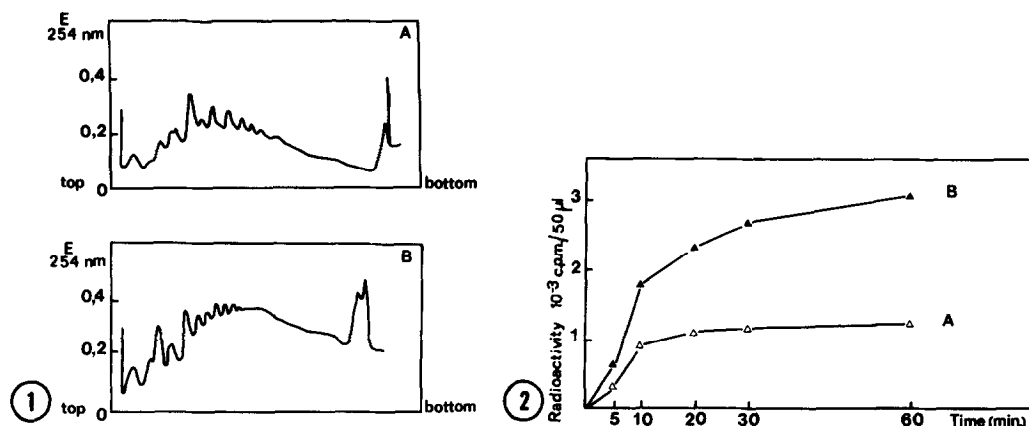 E
254 nm
A
0,4
0,2
top
0
bottom
E
254 nm
B
0,4
0,2
top
0
bottom
1
Radioactivity 10⁻³ c.p.m/50 µl
3
2
1
B
A
2
5
10
20
30
60
Time(min.)